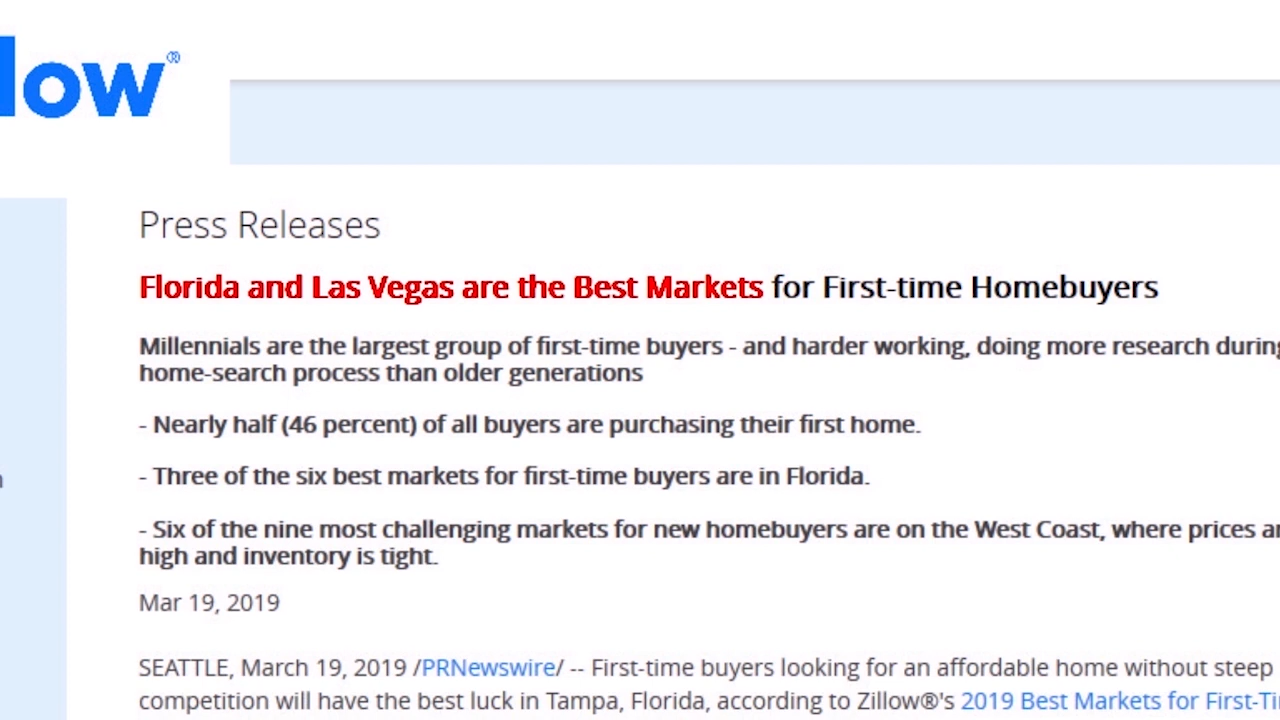 low®
Press Releases
Florida and Las Vegas are the Best Markets for First-time Homebuyers
Millennials are the largest group of first-time buyers - and harder working, doing more research during
home-search process than older generations
- Nearly half (46 percent) of all buyers are purchasing their first home.
- Three of the six best markets for first-time buyers are in Florida.
- Six of the nine most challenging markets for new homebuyers are on the West Coast, where prices
high and inventory is tight.
Mar 19, 2019
SEATTLE, March 19, 2019 /PRNewswire/ -- First-time buyers looking for an affordable home without steep
competition will have the best luck in Tampa, Florida, according to Zillow®'s 2019 Best Markets for